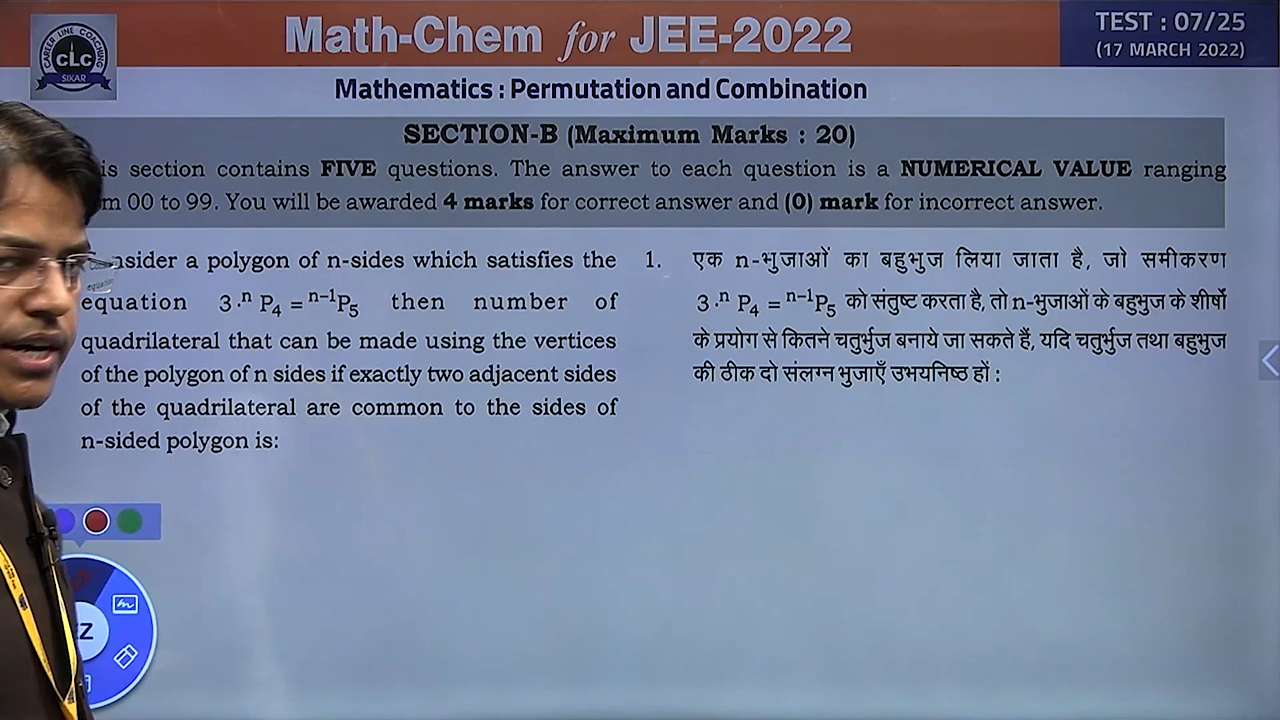 CAREER LINE COACHING
CLC
SIKAR
Math-Chem for JEE-2022
TEST : 07/25
(17 MARCH 2022)
Mathematics : Permutation and Combination
SECTION-B (Maximum Marks : 20)
is section contains FIVE questions. The answer to each question is a NUMERICAL VALUE ranging
m 00 to 99. You will be awarded 4 marks for correct answer and (0) mark for incorrect answer.
nsider a polygon of n-sides which satisfies the
equation 3·ⁿP₄ = ⁿ⁻¹P₅ then number of
quadrilateral that can be made using the vertices
of the polygon of n sides if exactly two adjacent sides
of the quadrilateral are common to the sides of
n-sided polygon is:
1. एक n-भुजाओं का बहुभुज लिया जाता है, जो समीकरण
3·ⁿP₄ = ⁿ⁻¹P₅ को संतुष्ट करता है, तो n-भुजाओं के बहुभुज के शीर्षों
के प्रयोग से कितने चतुर्भुज बनाये जा सकते हैं, यदि चतुर्भुज तथा बहुभुज
की ठीक दो संलग्न भुजाएँ उभयनिष्ठ हों :